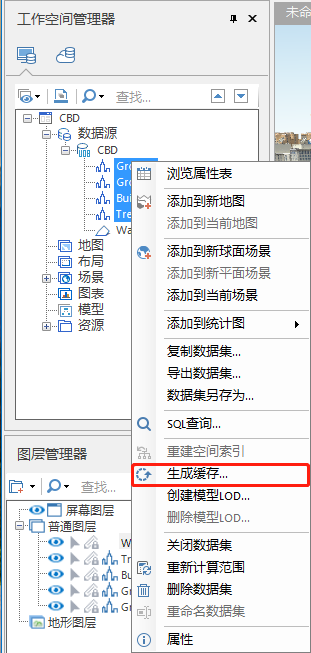 工作空间管理器
未命
查找...
CBD
数据源
CBD
Gro
Gro
Bui
Tre
Wa
地图
布局
场景
图表
模型
资源
浏览属性表
添加到新地图
添加到当前地图
添加到新球面场景
添加到新平面场景
添加到当前场景
添加到统计图
复制数据集...
导出数据集...
数据集另存为...
SQL查询...
重建空间索引
生成缓存...
创建模型LOD...
删除模型LOD...
关闭数据集
重新计算范围
删除数据集
重命名数据集
属性
图层管理器
查找
屏幕图层
普通图层
W
Tr
Bu
Gr
Gr
地形图层